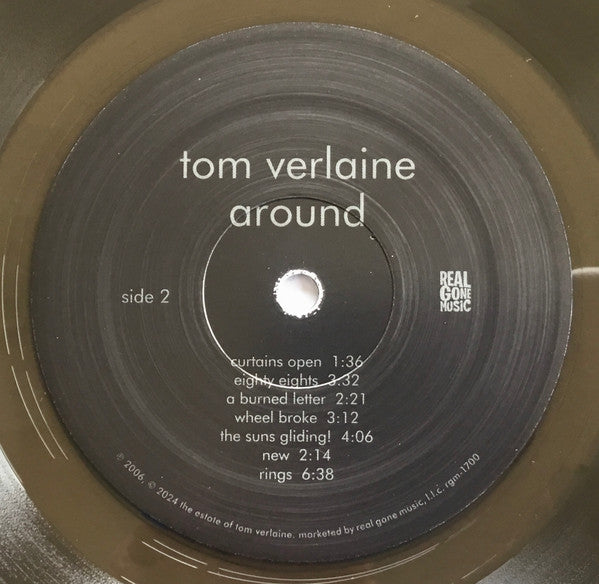 tom verlaine
around
side 2
REAL
GONE
MUSIC
curtains open 1:36
eighty eights 3:32
a burned letter 2:21
wheel broke 3:12
the suns gliding! 4:06
new 2:14
rings 6:38
℗ 2006, © 2024 the estate of tom verlaine. marketed by real gone music, l.l.c. rgm-1700